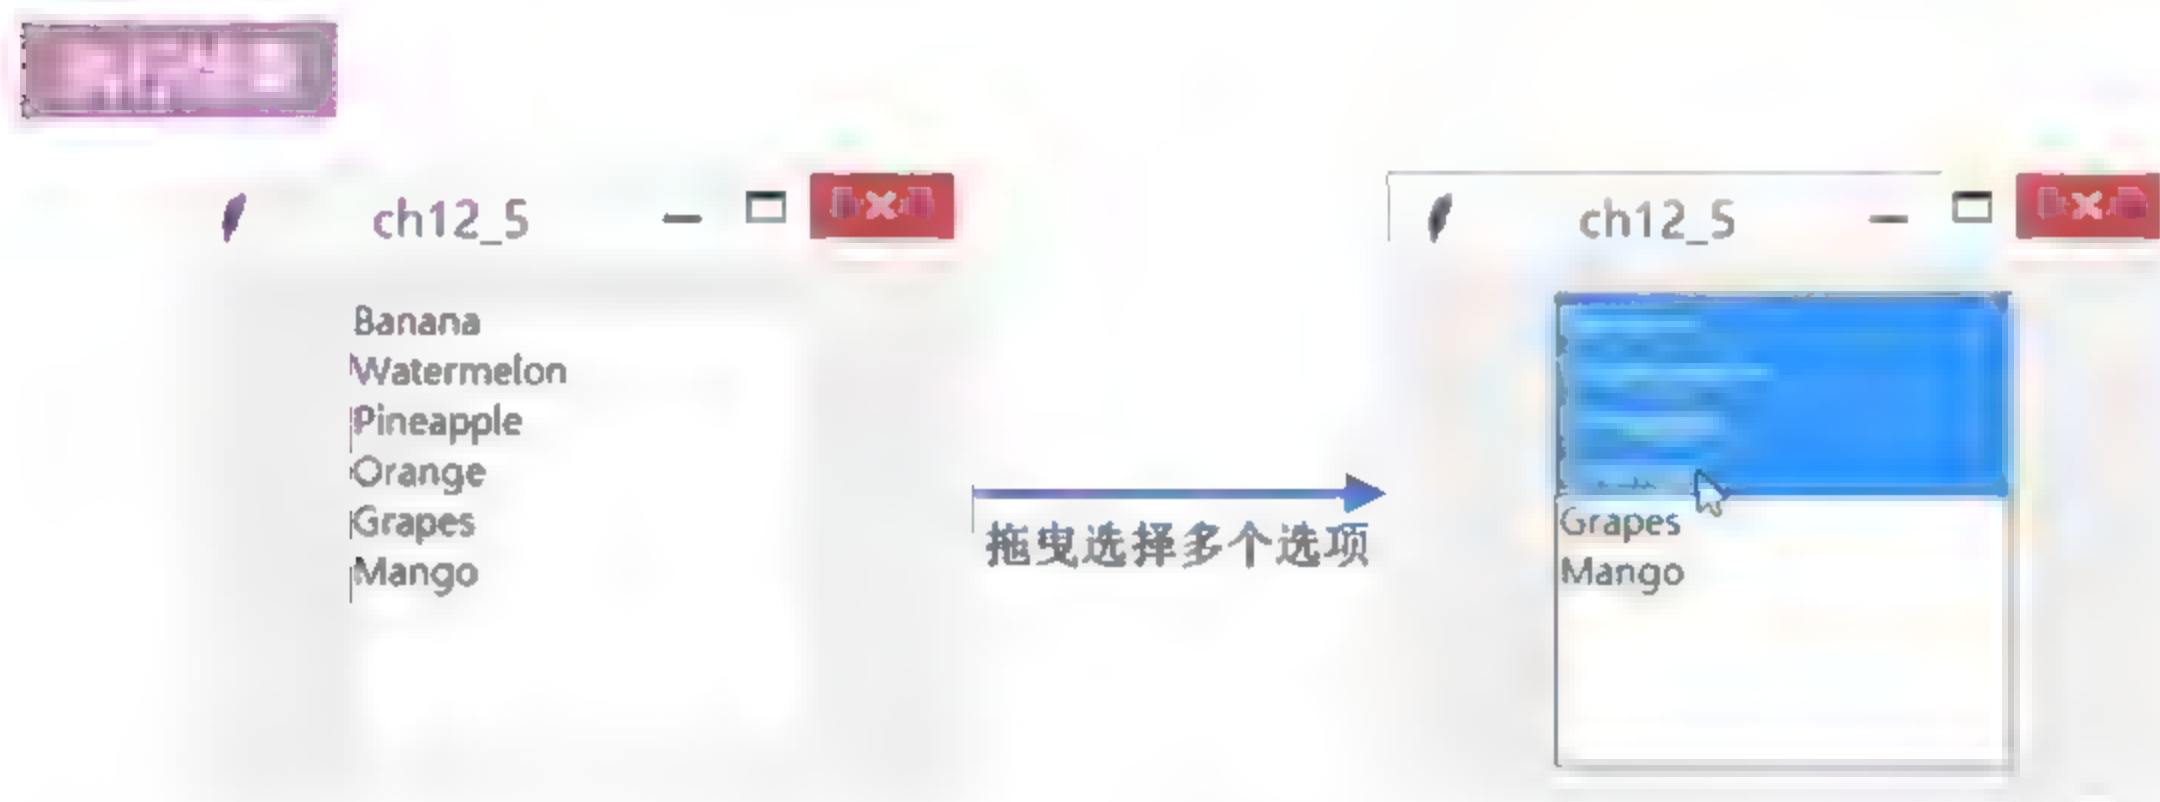 ch12_5
Banana
Watermelon
Pineapple
Orange
Grapes
Mango
拖曳选择多个选项
ch12_5
Grapes
Mango